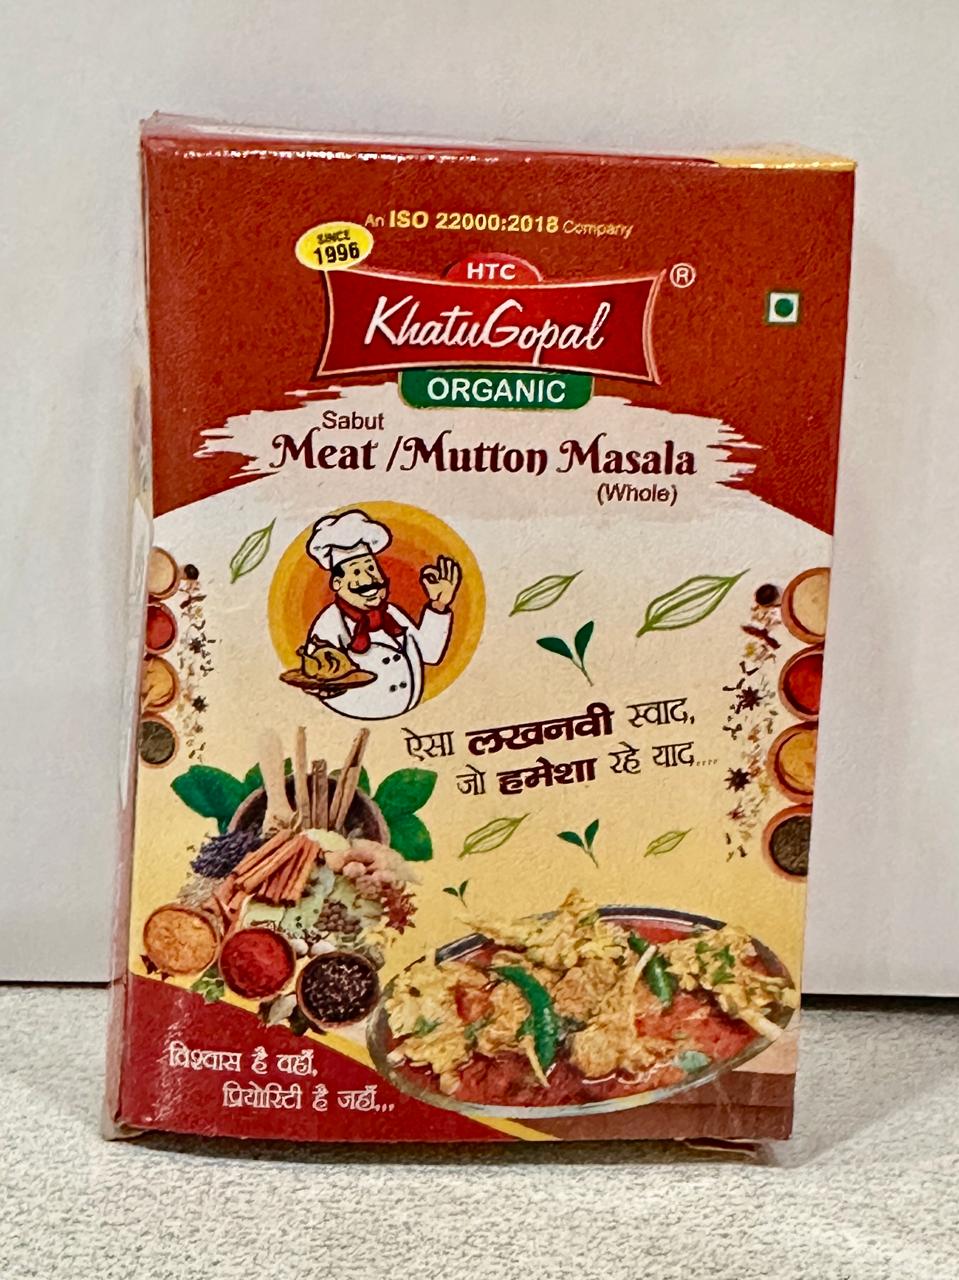 An ISO 22000:2018 Company
SINCE
1996
HTC
®
KhatuGopal
ORGANIC
Sabut
Meat /Mutton Masala
(Whole)
ऐसा लखनवी स्वाद,
जो हमेशा रहे याद....
विश्वास है वहाँ,
प्रियोरिटी है जहाँ...